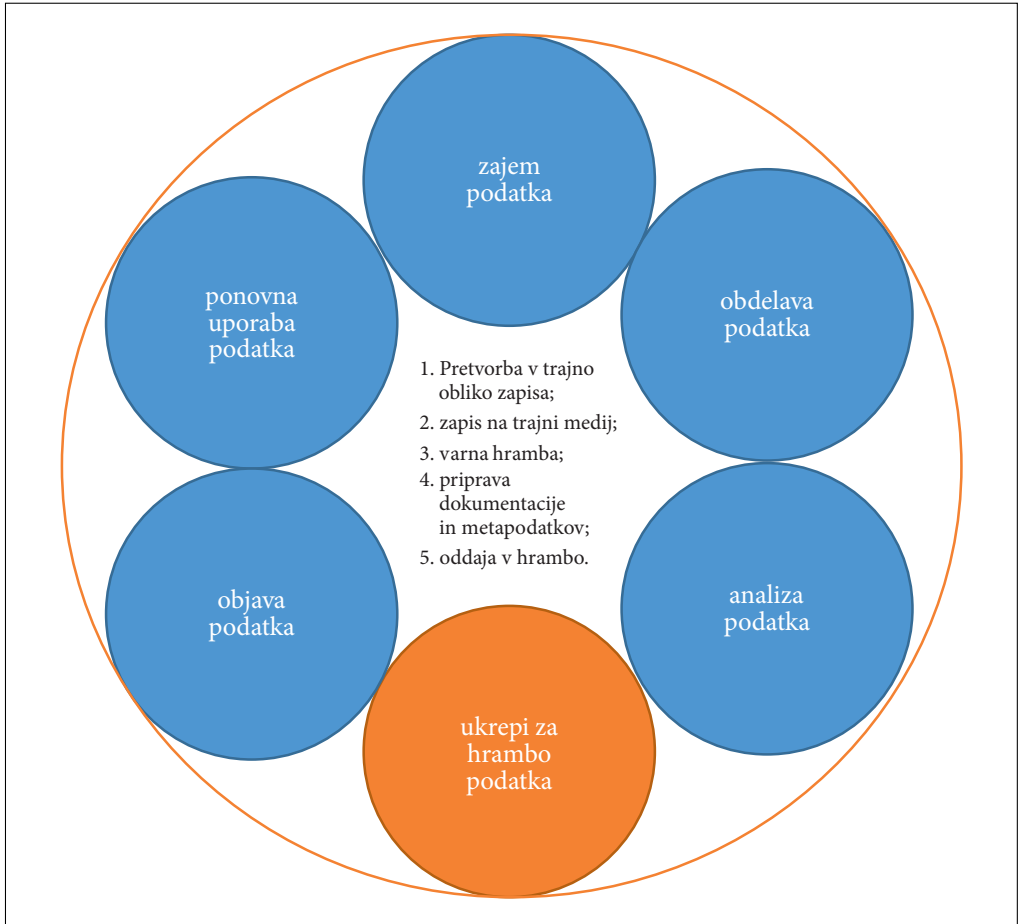 zajem
podatka
obdelava
podatka
analiza
podatka
ukrepi za
hrambo
podatka
objava
podatka
ponovna
uporaba
podatka
1. Pretvorba v trajno
obliko zapisa;
2. zapis na trajni medij;
3. varna hramba;
4. priprava
dokumentacije
in metapodatkov;
5. oddaja v hrambo.